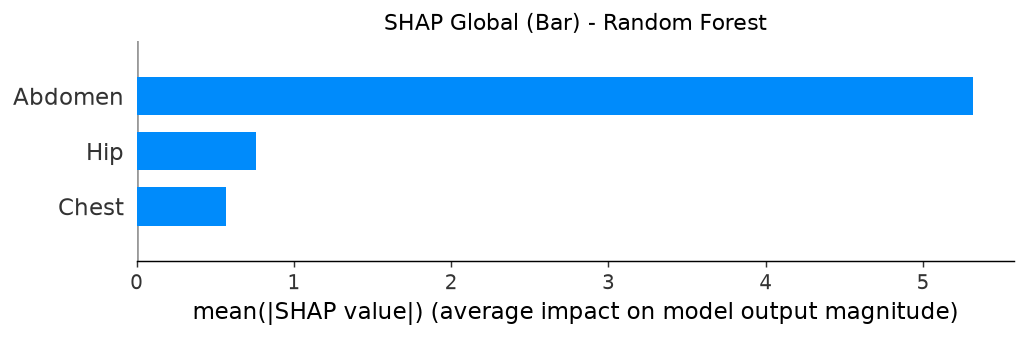 SHAP Global (Bar) - Random Forest
Abdomen
Hip
Chest
0 1 2 3 4 5
mean(|SHAP value|) (average impact on model output magnitude)